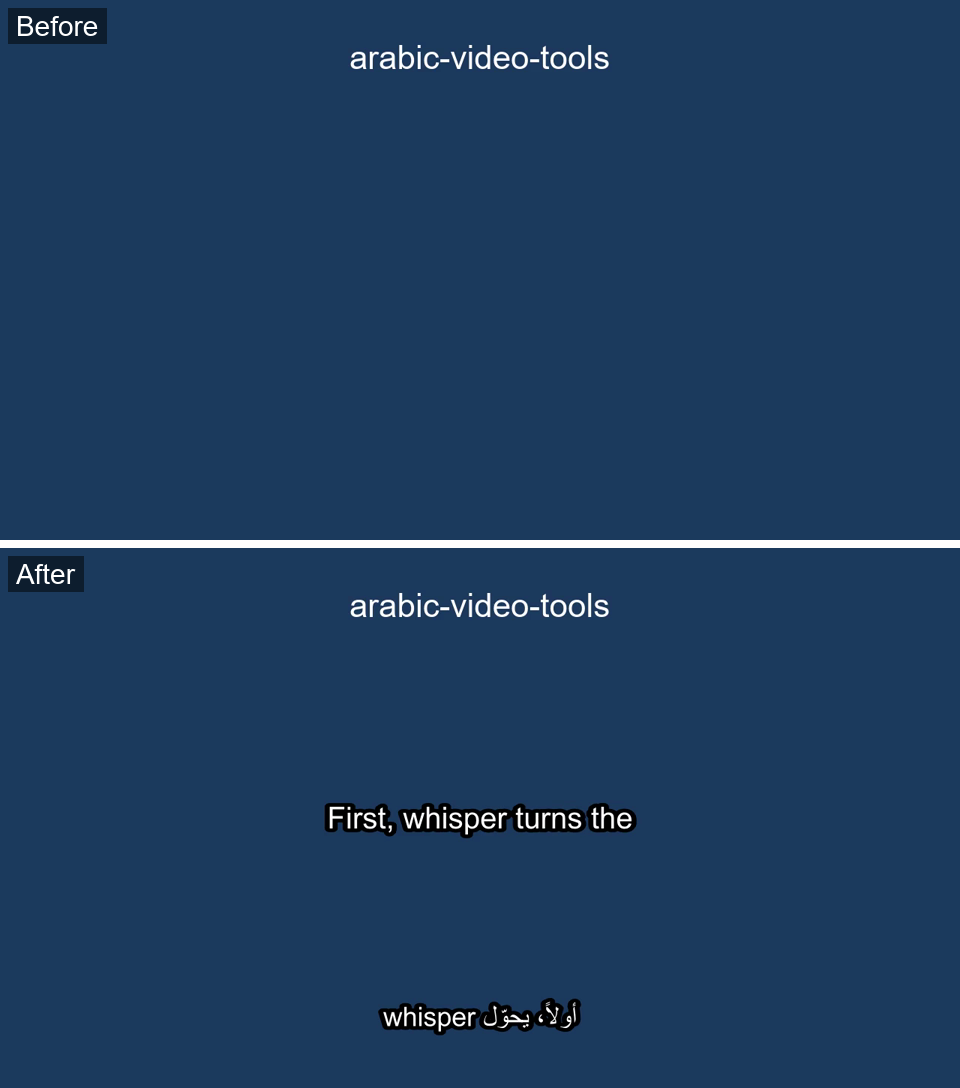 Before
arabic-video-tools
After
arabic-video-tools
First, whisper turns the
أولاً، يحوّل whisper